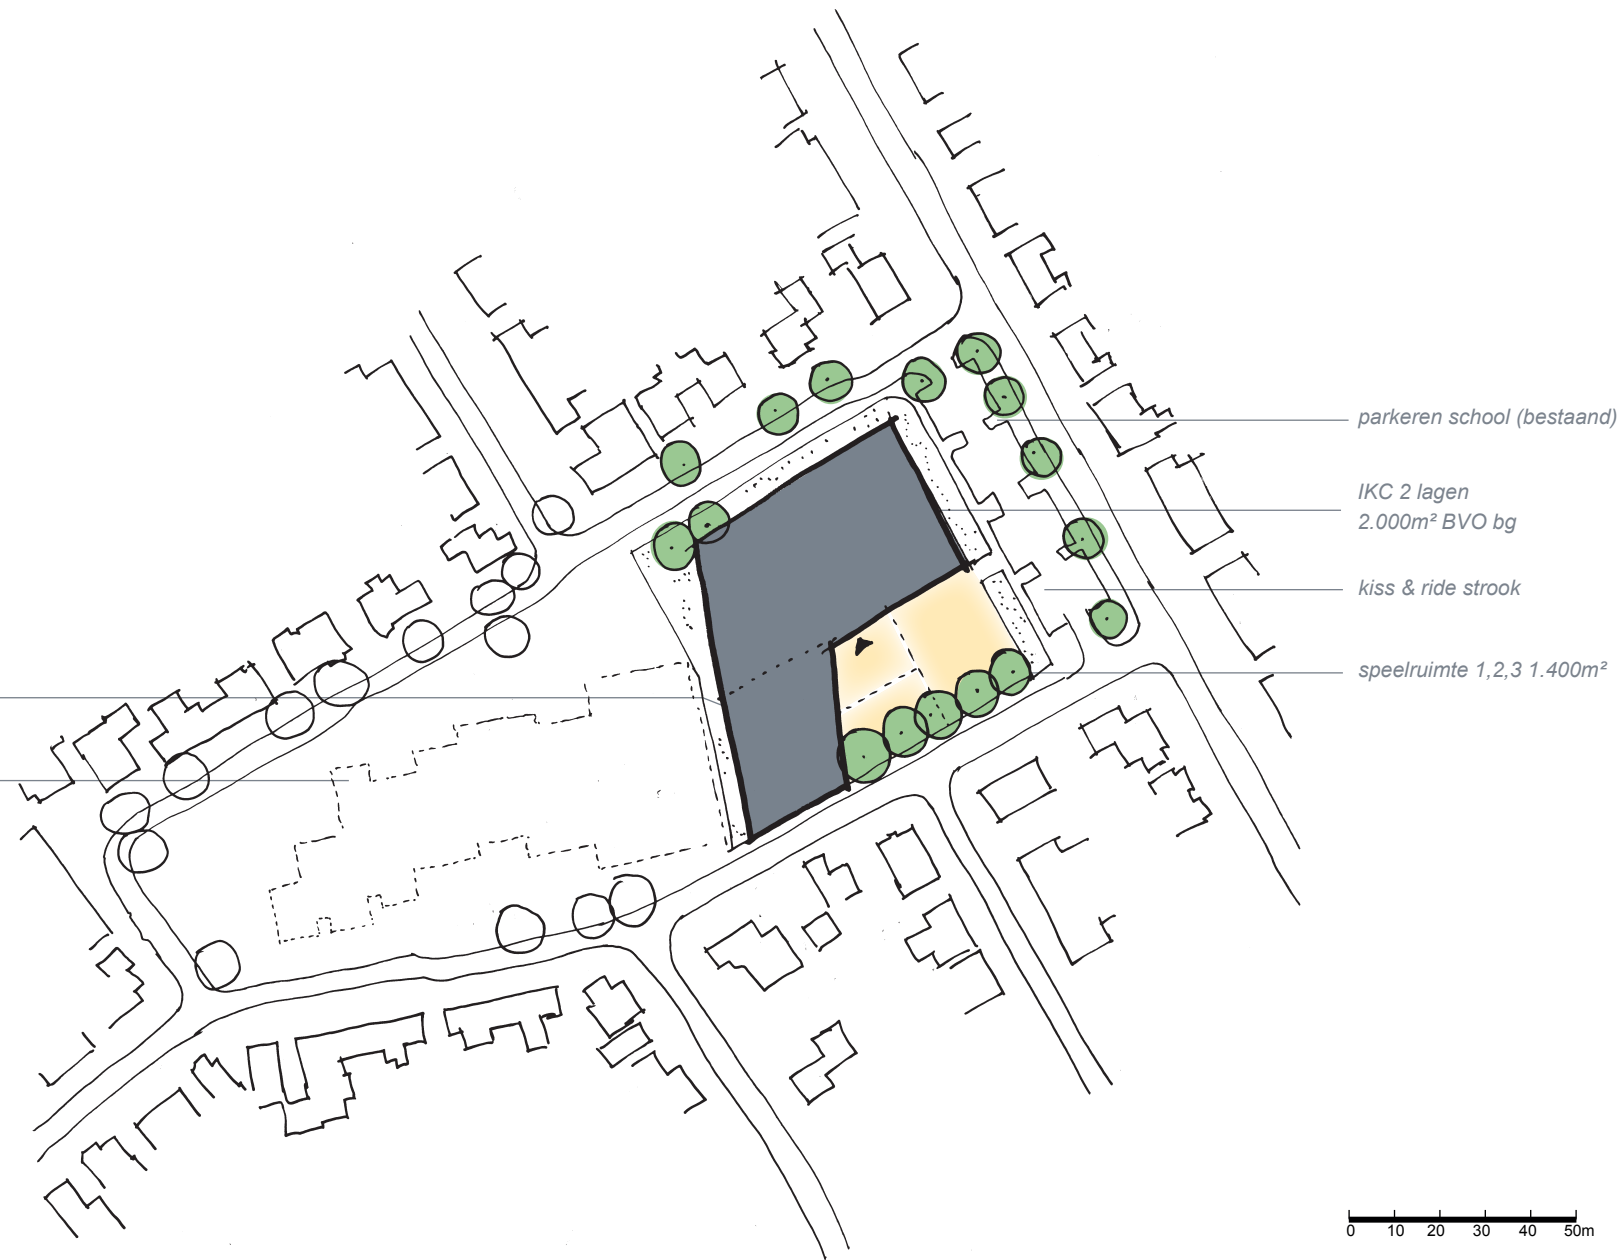 parkeren school (bestaand)
IKC 2 lagen
2.000m² BVO bg
kiss & ride strook
speelruimte 1,2,3 1.400m²
0 10 20 30 40 50m